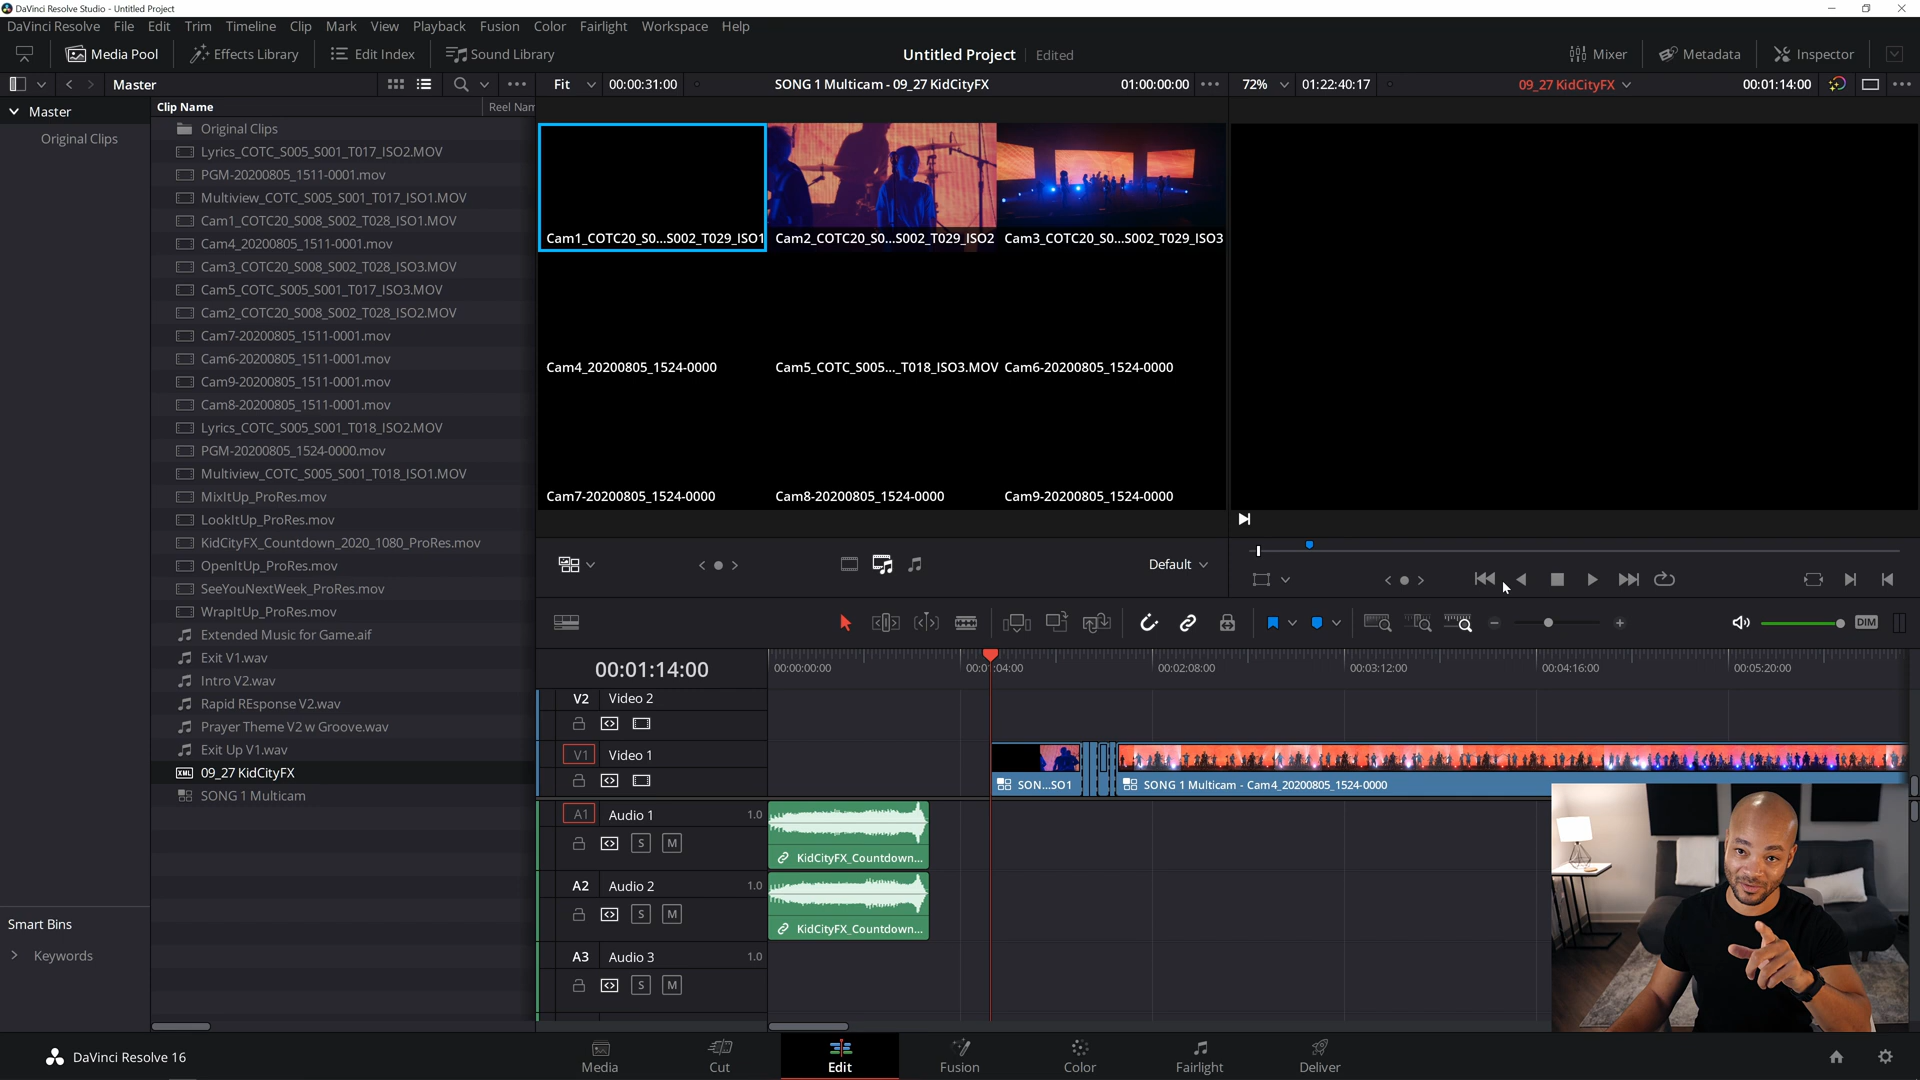 DaVinci Resolve Studio - Untitled Project
DaVinci Resolve File Edit Trim Timeline Clip Mark View Playback Fusion Color Fairlight Workspace Help
Media Pool Effects Library Edit Index Sound Library
Untitled Project Edited
Mixer Metadata Inspector
Master
Fit 00:00:31:00 SONG 1 Multicam - 09_27 KidCityFX 01:00:00:00
72% 01:22:40:17 09_27 KidCityFX 00:01:14:00
Master
Original Clips
Clip Name Reel Nam
Original Clips
Lyrics_COTC_S005_S001_T017_ISO2.MOV
PGM-20200805_1511-0001.mov
Multiview_COTC_S005_S001_T017_ISO1.MOV
Cam1_COTC20_S008_S002_T028_ISO1.MOV
Cam4_20200805_1511-0001.mov
Cam3_COTC20_S008_S002_T028_ISO3.MOV
Cam5_COTC_S005_S001_T017_ISO3.MOV
Cam2_COTC20_S008_S002_T028_ISO2.MOV
Cam7-20200805_1511-0001.mov
Cam6-20200805_1511-0001.mov
Cam9-20200805_1511-0001.mov
Cam8-20200805_1511-0001.mov
Lyrics_COTC_S005_S001_T018_ISO2.MOV
PGM-20200805_1524-0000.mov
Multiview_COTC_S005_S001_T018_ISO1.MOV
MixItUp_ProRes.mov
LookItUp_ProRes.mov
KidCityFX_Countdown_2020_1080_ProRes.mov
OpenItUp_ProRes.mov
SeeYouNextWeek_ProRes.mov
WrapItUp_ProRes.mov
Extended Music for Game.aif
Exit V1.wav
Intro V2.wav
Rapid REsponse V2.wav
Prayer Theme V2 w Groove.wav
Exit Up V1.wav
XML 09_27 KidCityFX
SONG 1 Multicam
Smart Bins
Keywords
Cam1_COTC20_S0...S002_T029_ISO1
Cam2_COTC20_S0...S002_T029_ISO2
Cam3_COTC20_S0...S002_T029_ISO3
Cam4_20200805_1524-0000
Cam5_COTC_S005..._T018_ISO3.MOV
Cam6-20200805_1524-0000
Cam7-20200805_1524-0000
Cam8-20200805_1524-0000
Cam9-20200805_1524-0000
Default
DIM
00:01:14:00
00:00:00:00 00:02:08:00 00:03:12:00 00:04:16:00 00:05:20:00
V2 Video 2
V1 Video 1
SON...SO1
SONG 1 Multicam - Cam4_20200805_1524-0000
A1 Audio 1 1.0
S M
KidCityFX_Countdown...
A2 Audio 2 1.0
S M
KidCityFX_Countdown...
A3 Audio 3 1.0
S M
DaVinci Resolve 16
Media Cut Edit Fusion Color Fairlight Deliver